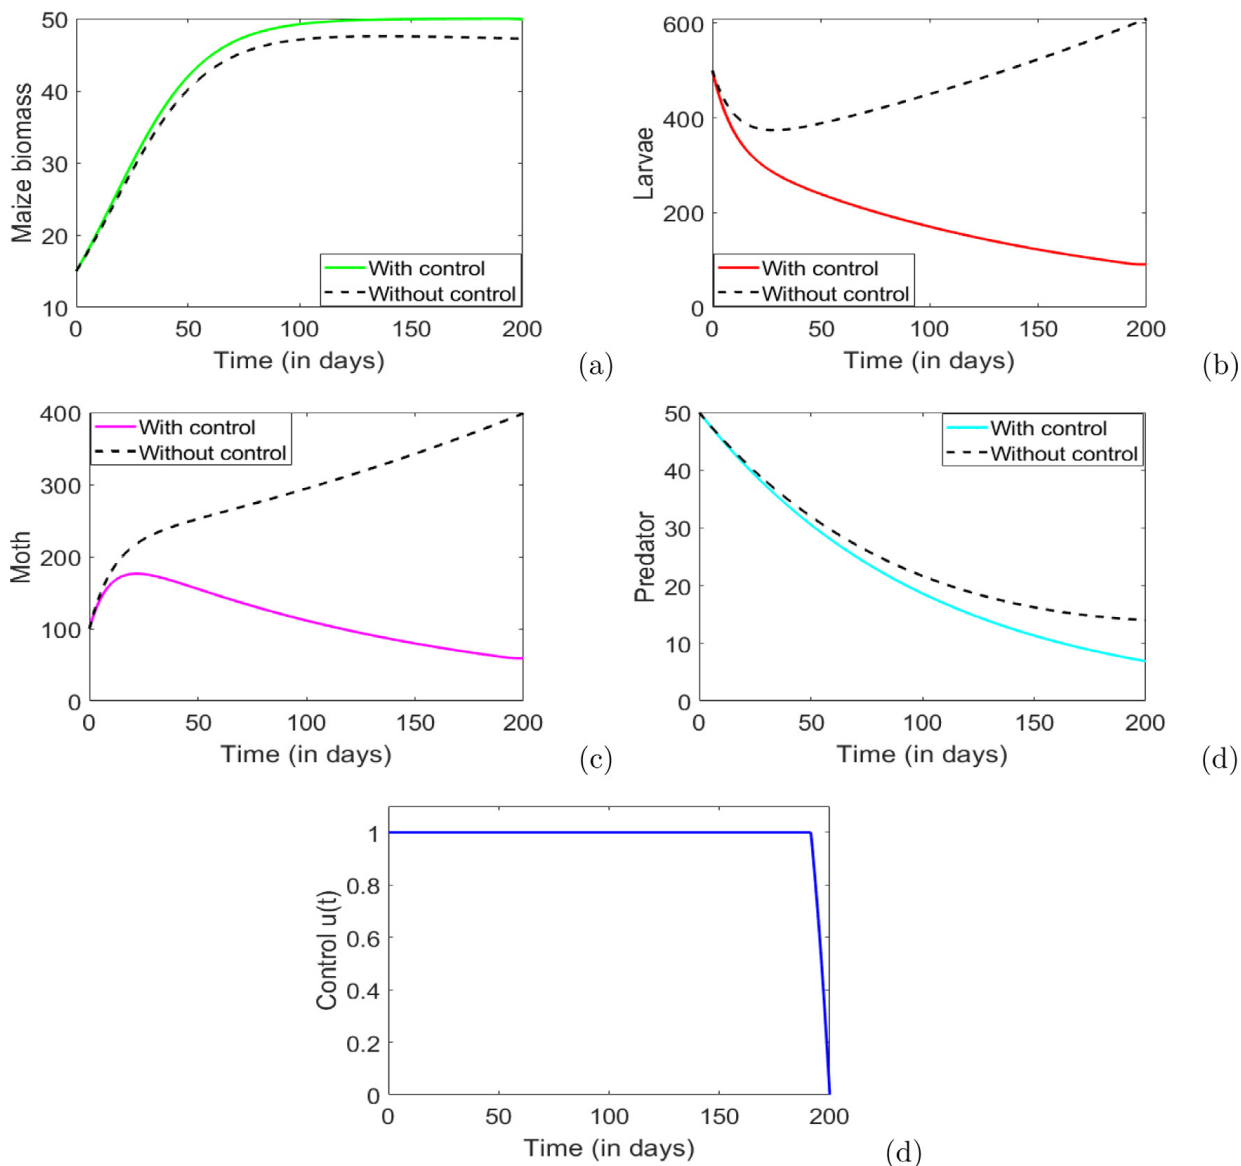 50
40
30
20
10
Maize biomass
With control
Without control
0 50 100 150 200
Time (in days)
(a)
600
400
200
0
Larvae
With control
Without control
0 50 100 150 200
Time (in days)
(b)
400
300
200
100
0
Moth
With control
Without control
0 50 100 150 200
Time (in days)
(c)
50
40
30
20
10
0
Predator
With control
Without control
0 50 100 150 200
Time (in days)
(d)
1
0.8
0.6
0.4
0.2
0
Control u(t)
0 50 100 150 200
Time (in days)
(d)